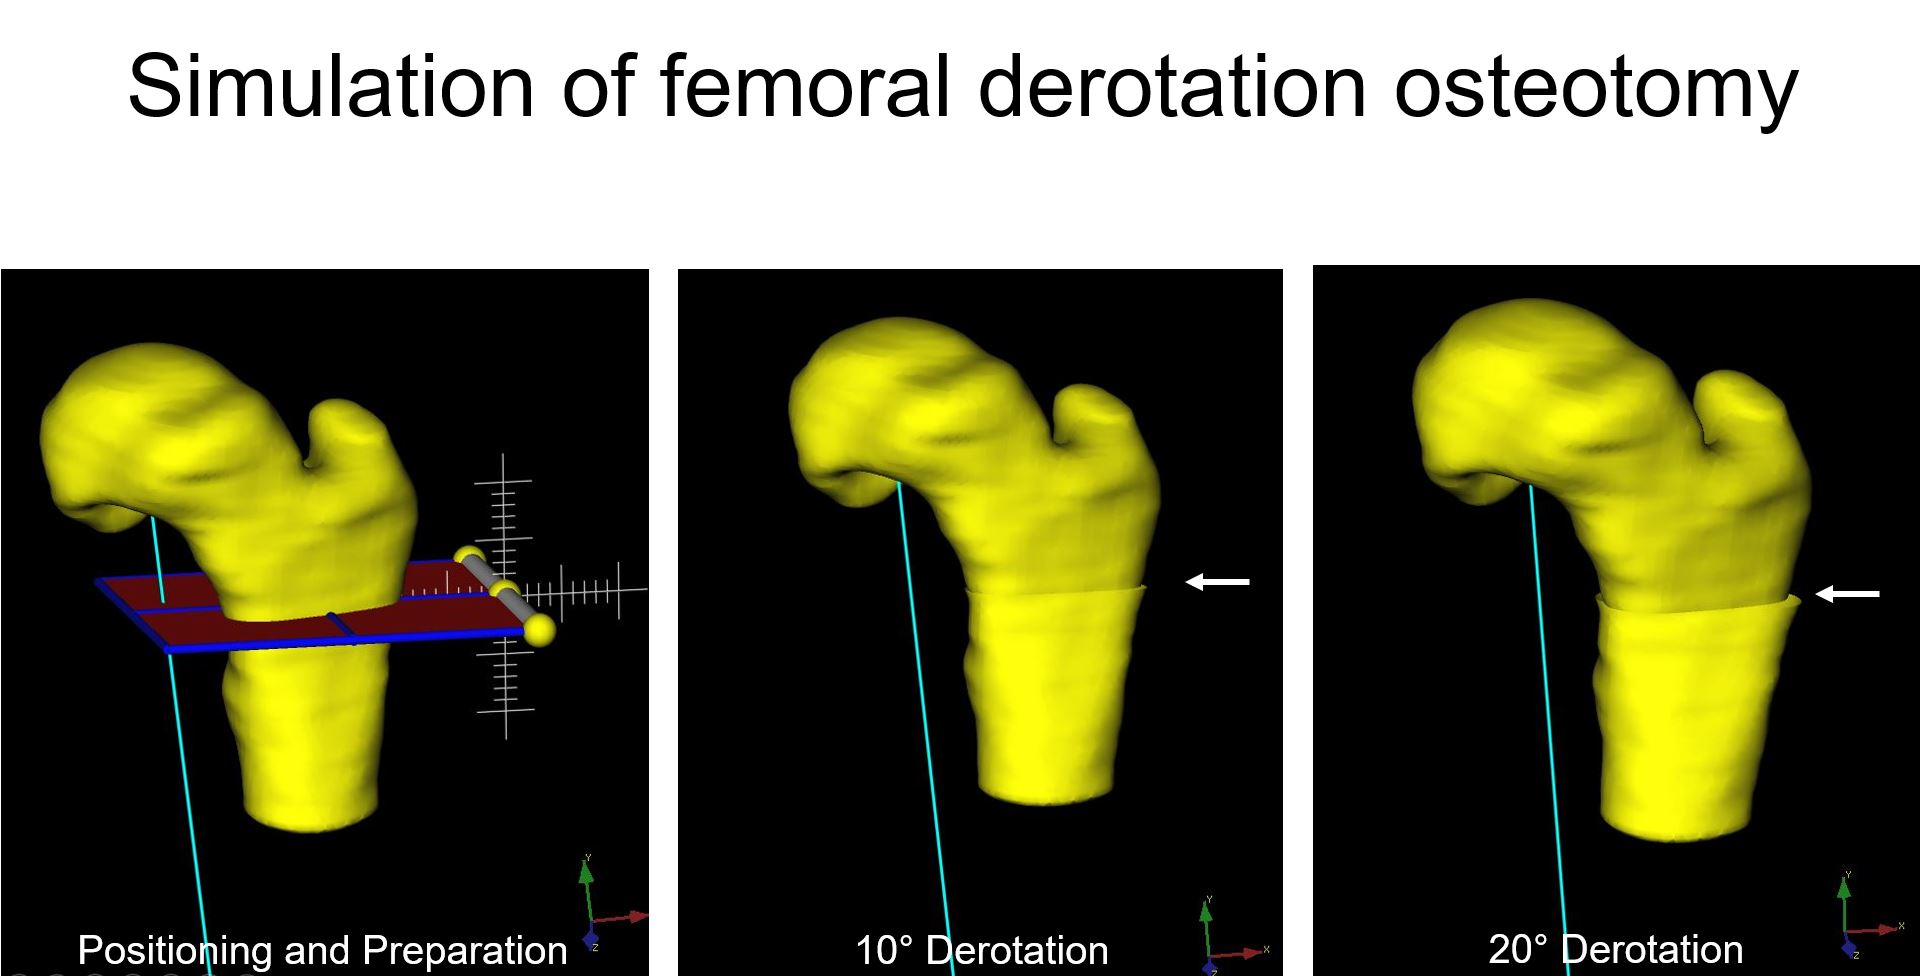 Simulation of femoral derotation osteotomy
Positioning and Preparation
Y
Z
10° Derotation
Y
X
Z
20° Derotation
Y
X
Z